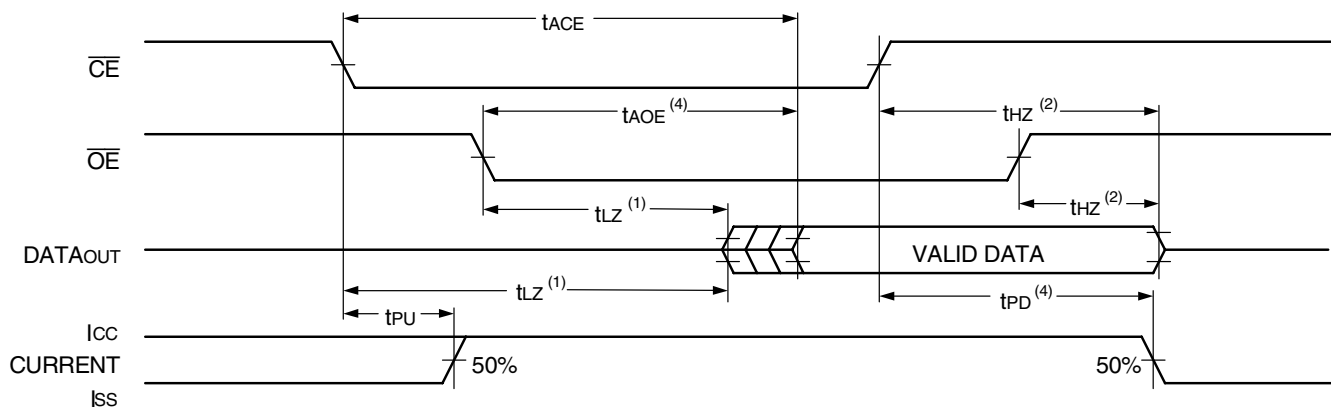 tACE
CE
tAOE (4)
tHZ (2)
OE
tLZ (1)
tHZ (2)
DATAOUT
VALID DATA
tLZ (1)
tPD (4)
tPU
ICC
CURRENT
50%
50%
ISS